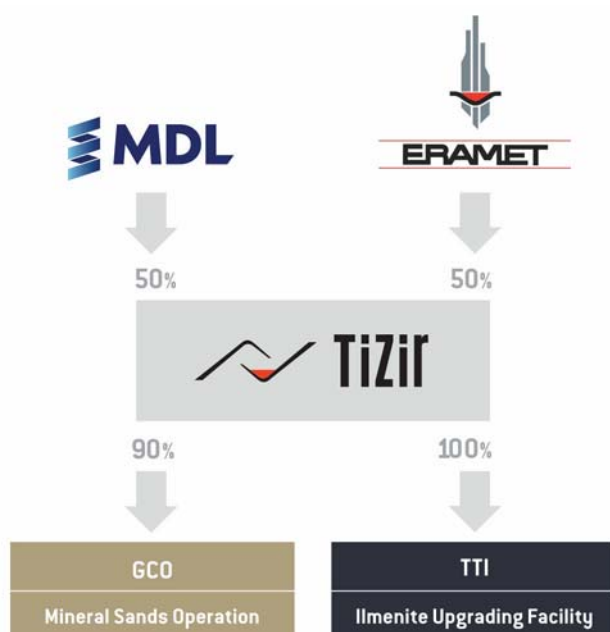 MDL
ERAMET
50% 50%
TiZir
90% 100%
GCO
Mineral Sands Operation
TTI
Ilmenite Upgrading Facility